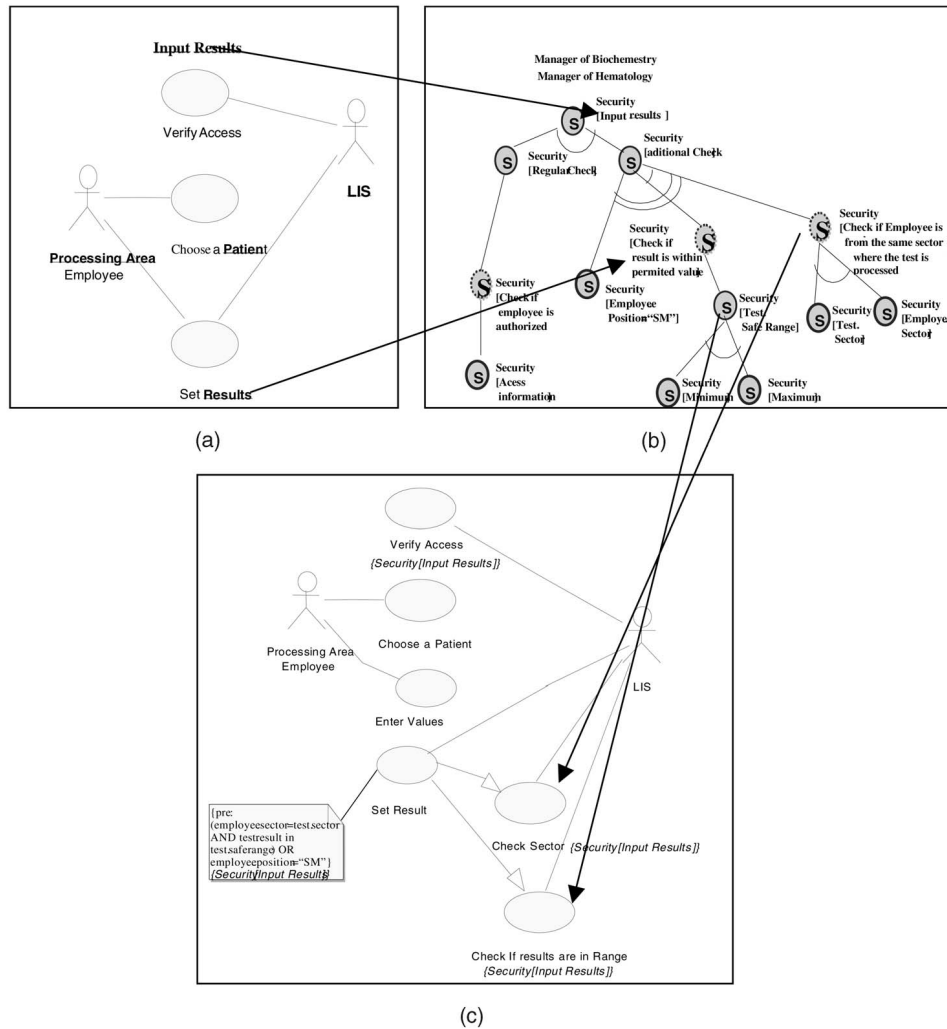 Input Results
Verify Access
LIS
Choose a Patient
Processing Area
Employee
Set Results
(a)
Manager of Biochemestry
Manager of Hematology
S
Security
[Input results ]
S
Security
[Regular Check]
S
Security
[aditional Check]
S
Security
[Check if
result is within
permited value]
S
Security
[Check if Employee is
from the same sector
where the test is
processed
S
Security
[Check if
employee is
authorized
S
Security
[Employee
Position="SM"]
S
Security
[Test.
Safe Range]
S
Security
[Test.
Sector]
S
Security
[Employe
Sector]
S
Security
[Acess
information]
S
Security
[Minimum]
S
Security
[Maximum]
(b)
Verify Access
{Security[Input Results]}
Processing Area
Employee
Choose a Patient
LIS
Enter Values
Set Result
{pre:
(employeesector=test.sector
AND testresult in
test.saferange) OR
employeeposition="SM"}
{Security[Input Results]}
Check Sector {Security[Input Results]}
Check If results are in Range
{Security[Input Results]}
(c)